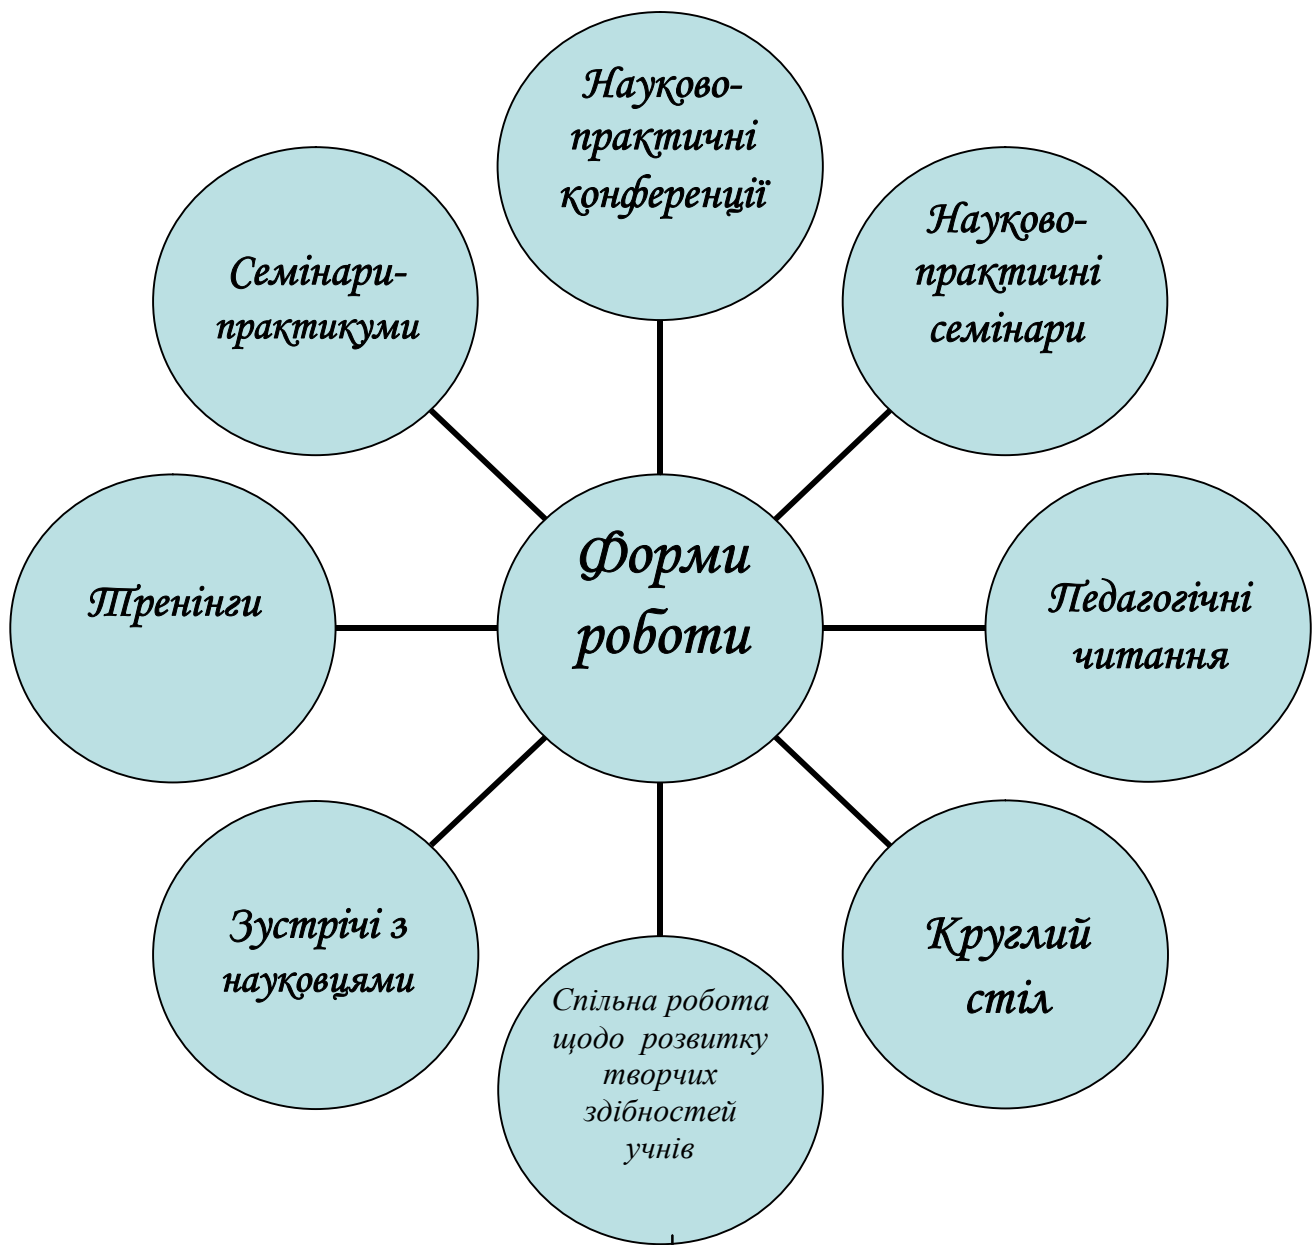 Науково-
практичні
конференції
Науково-
практичні
семінари
Педагогічні
читання
Круглий
стіл
Спільна робота
щодо розвитку
творчих
здібностей
учнів
Зустрічі з
науковцями
Тренінги
Семінари-
практикуми
Форми
роботи